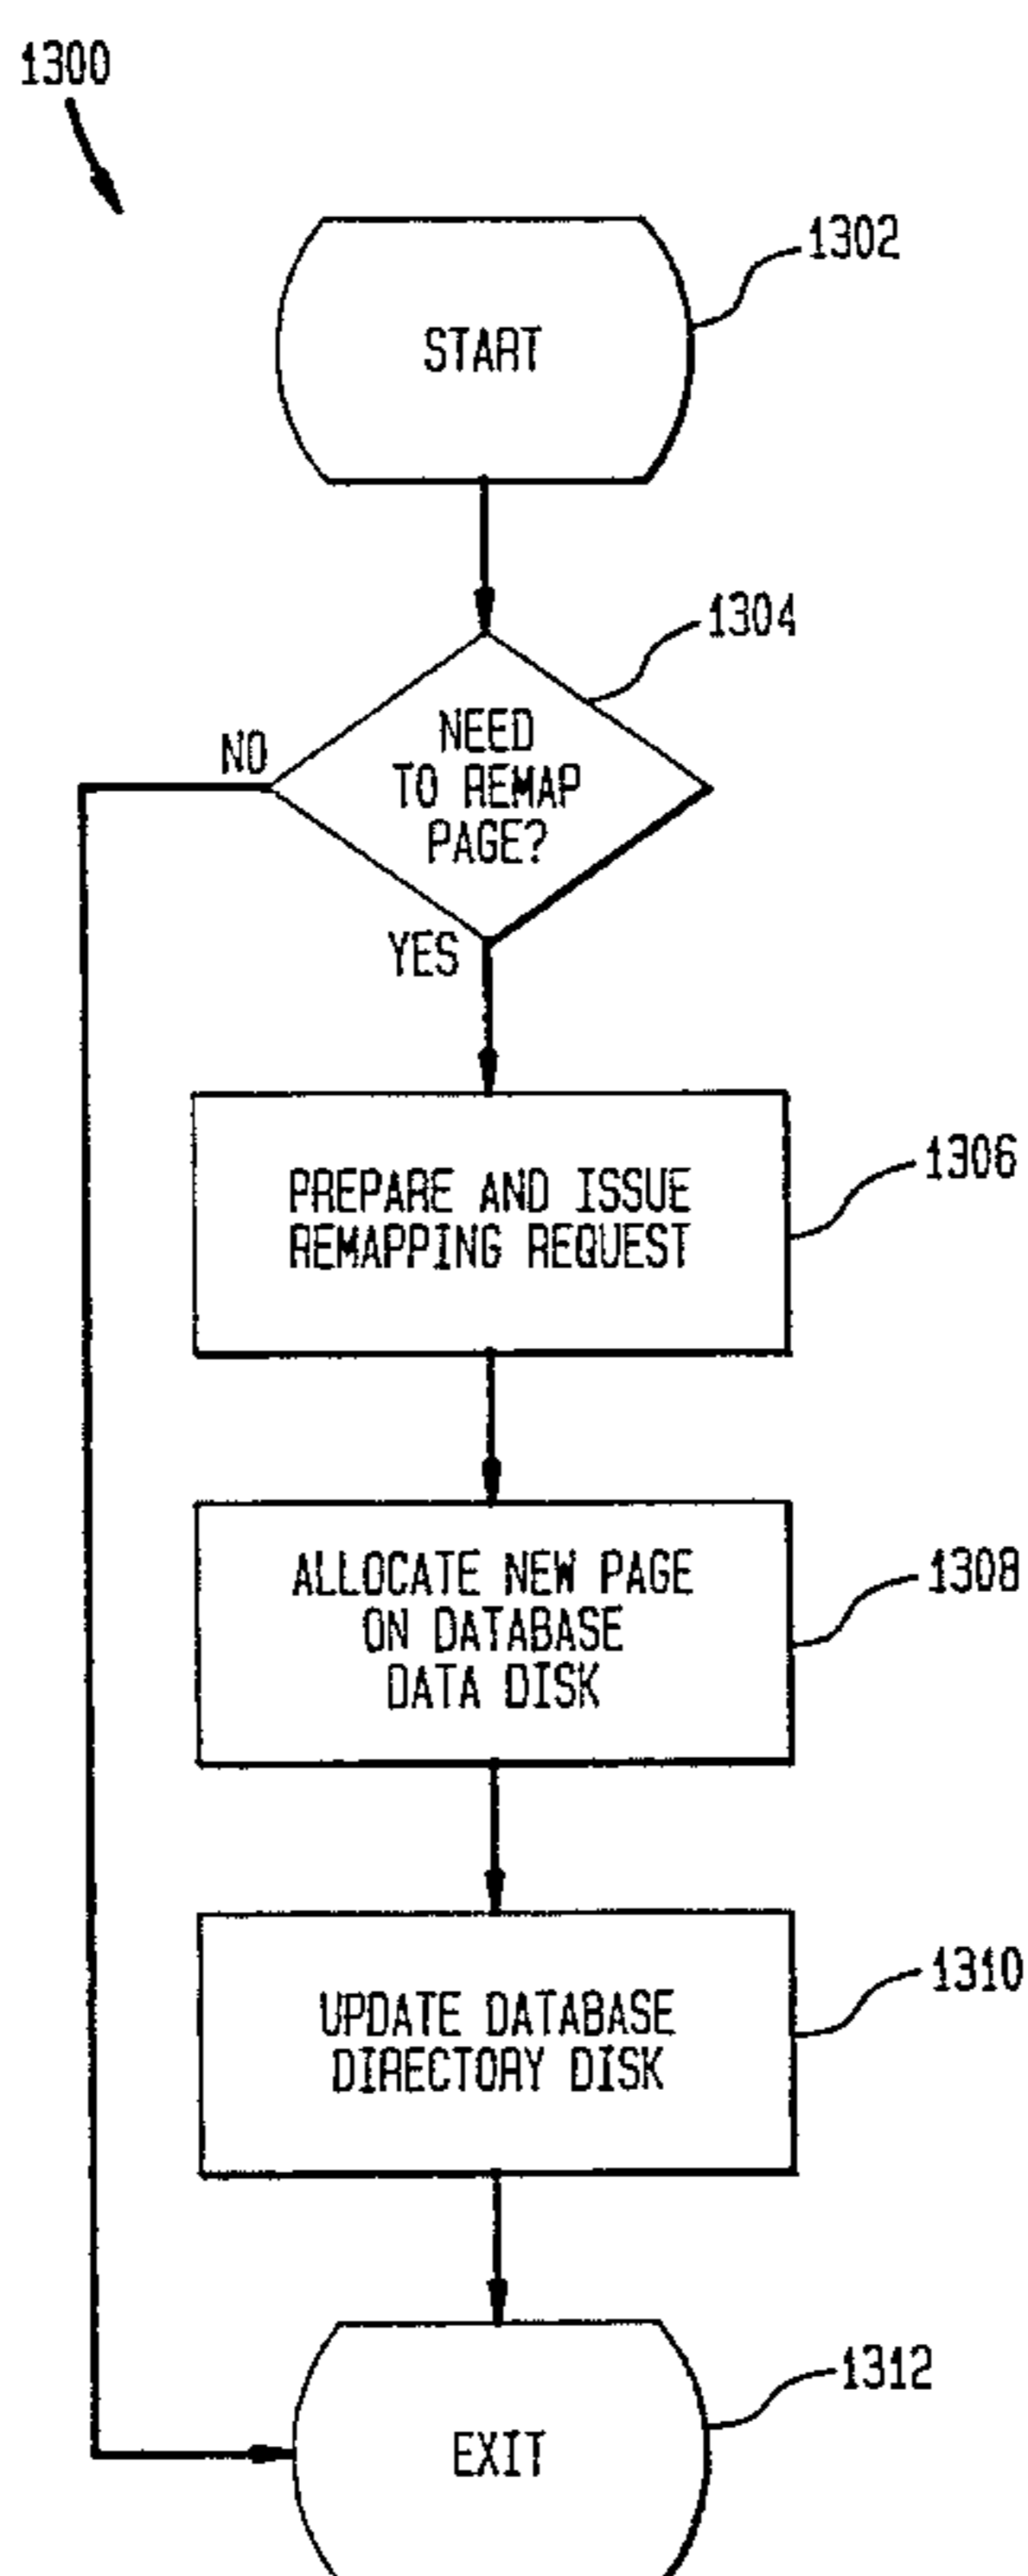 1300
1302
START
1304
NEED
TO REMAP
PAGE?
NO
YES
1306
PREPARE AND ISSUE
REMAPPING REQUEST
1308
ALLOCATE NEW PAGE
ON DATABASE
DATA DISK
1310
UPDATE DATABASE
DIRECTORY DISK
1312
EXIT